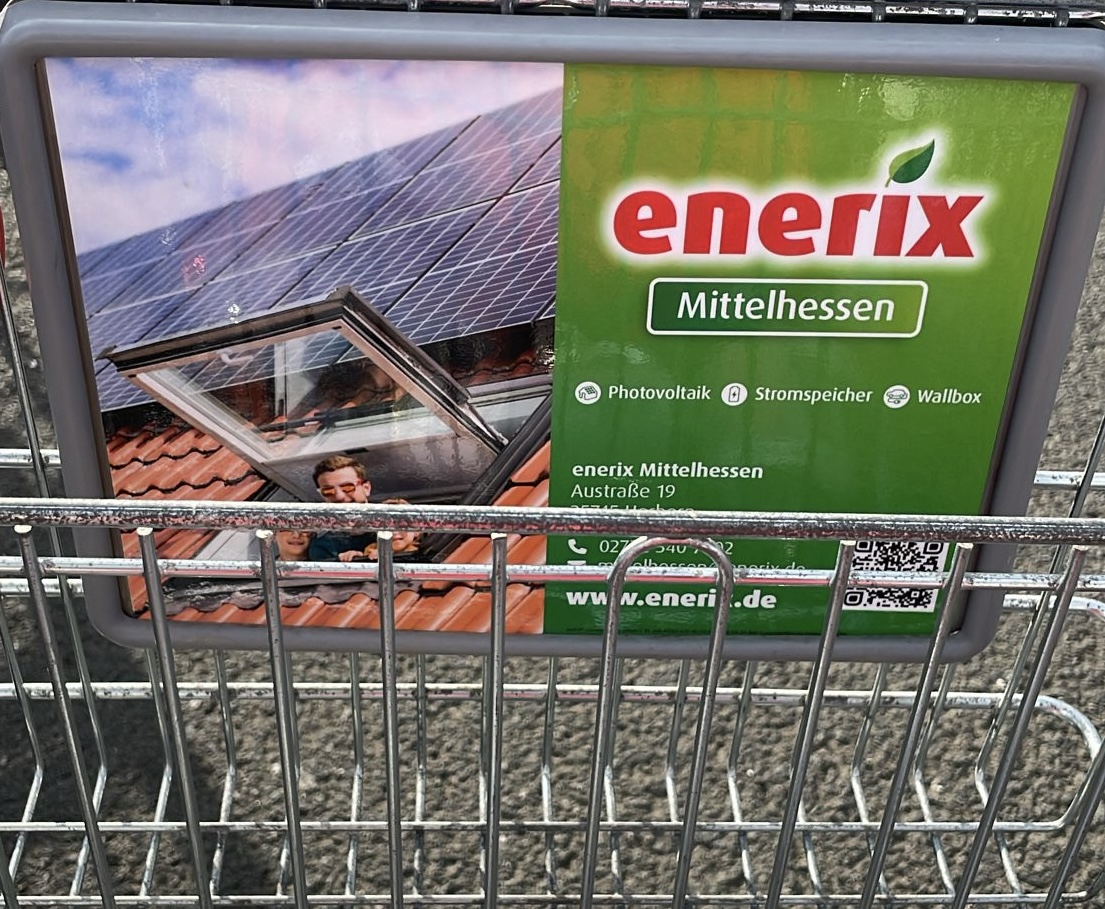 enerix
Mittelhessen
Photovoltaik Stromspeicher Wallbox
enerix Mittelhessen
Austraße 19
www.enerix.de